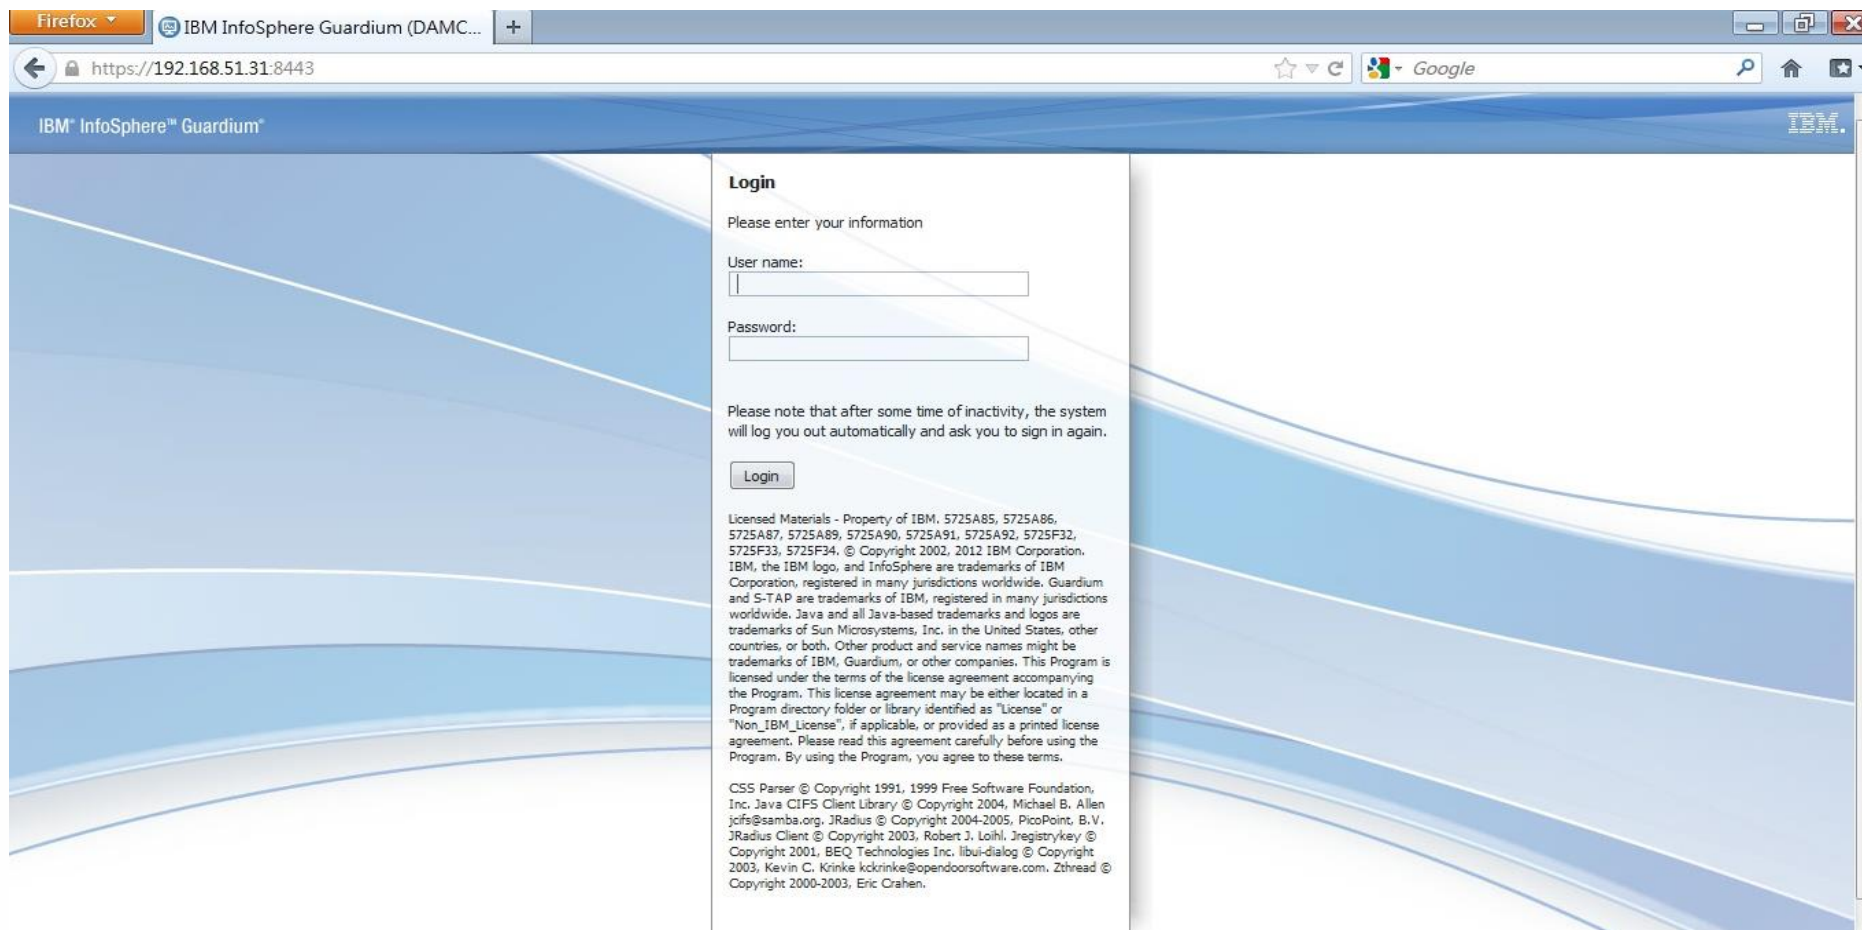 Firefox
IBM InfoSphere Guardium (DAMC...
https://192.168.51.31:8443
Google
IBM® InfoSphere™ Guardium®
IBM.
Login
Please enter your information
User name:
Password:
Please note that after some time of inactivity, the system
will log you out automatically and ask you to sign in again.
Login
Licensed Materials - Property of IBM. 5725A85, 5725A86,
5725A87, 5725A89, 5725A90, 5725A91, 5725A92, 5725F32,
5725F33, 5725F34. © Copyright 2002, 2012 IBM Corporation.
IBM, the IBM logo, and InfoSphere are trademarks of IBM
Corporation, registered in many jurisdictions worldwide. Guardium
and S-TAP are trademarks of IBM, registered in many jurisdictions
worldwide. Java and all Java-based trademarks and logos are
trademarks of Sun Microsystems, Inc. in the United States, other
countries, or both. Other product and service names might be
trademarks of IBM, Guardium, or other companies. This Program is
licensed under the terms of the license agreement accompanying
the Program. This license agreement may be either located in a
Program directory folder or library identified as "License" or
"Non_IBM_License", if applicable, or provided as a printed license
agreement. Please read this agreement carefully before using the
Program. By using the Program, you agree to these terms.
CSS Parser © Copyright 1991, 1999 Free Software Foundation,
Inc. Java CIFS Client Library © Copyright 2004, Michael B. Allen
jcifs@samba.org. JRadius © Copyright 2004-2005, PicoPoint, B.V.
JRadius Client © Copyright 2003, Robert J. Loihl. Jregistrykey ©
Copyright 2001, BEQ Technologies Inc. libui-dialog © Copyright
2003, Kevin C. Krinke kckrinke@opendoorsoftware.com. Zthread ©
Copyright 2000-2003, Eric Crahen.